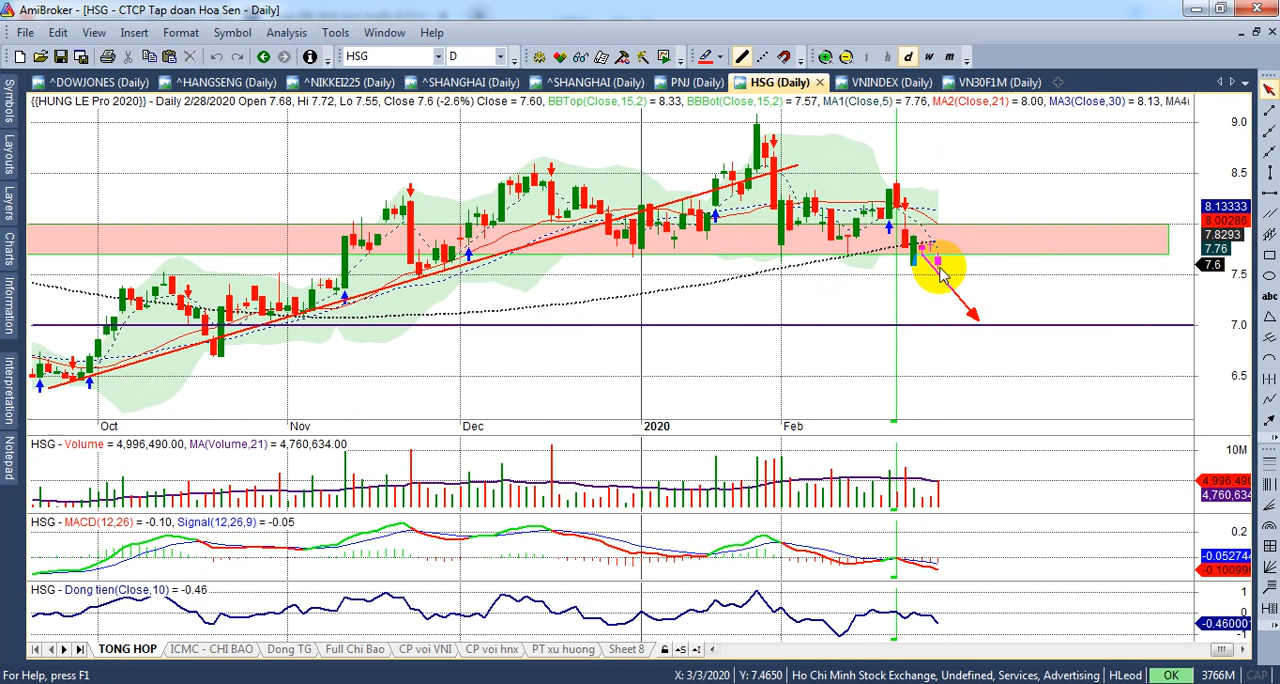 AmiBroker - [HSG - CTCP Tap doan Hoa Sen - Daily]
File Edit View Insert Format Symbol Analysis Tools Window Help
HSG D i h d w m
^DOWJONES (Daily) ^HANGSENG (Daily) ^NIKKEI225 (Daily) ^SHANGHAI (Daily) ^SHANGHAI (Daily) PNJ (Daily) HSG (Daily) VNINDEX (Daily) VN30F1M (Daily)
Symbols
Layouts
Layers
Charts
Information
Interpretation
Notepad
{{HUNG LE Pro 2020}} - Daily 2/28/2020 Open 7.68, Hi 7.72, Lo 7.55, Close 7.6 (-2.6%) Close = 7.60, BBTop(Close,15,2) = 8.33, BBBot(Close,15,2) = 7.57, MA1(Close,5) = 7.76, MA2(Close,21) = 8.00, MA3(Close,30) = 8.13, MA4(
9.0
8.5
8.13333
8.00286
7.8293
7.76
7.6
7.5
7.0
6.5
Oct Nov Dec 2020 Feb
HSG - Volume = 4,996,490.00, MA(Volume,21) = 4,760,634.00
10M
4,996,490
4,760,634
HSG - MACD(12,26) = -0.10, Signal(12,26,9) = -0.05
0.2
-0.052744
-0.100996
HSG - Dong tien(Close,10) = -0.46
1
0
-0.46000
-1
abc
TONG HOP ICMC - CHI BAO Dong TG Full Chi Bao CP voi VNI CP voi hnx PT xu huong Sheet 8
For Help, press F1 X: 3/3/2020 Y: 7.4650 Ho Chi Minh Stock Exchange, Undefined, Services, Advertising HLeod OK 3766M CAP